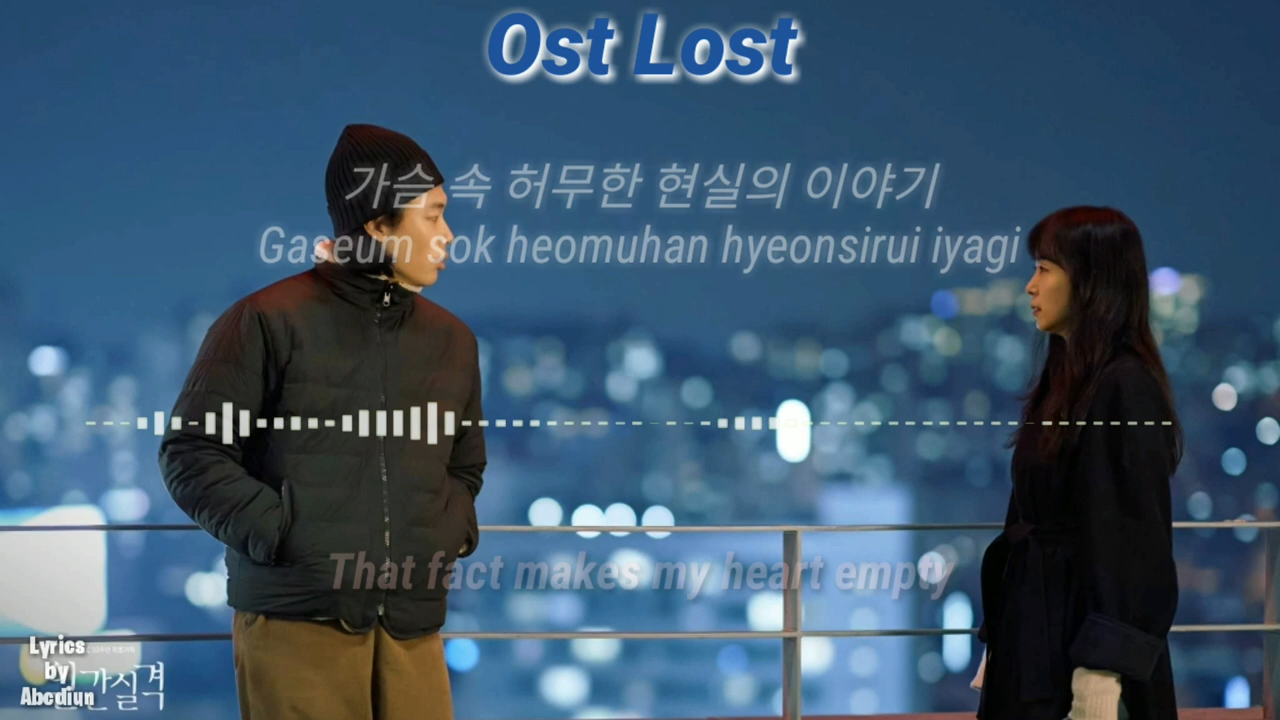 Ost Lost
가슴 속 허무한 현실의 이야기
Gaseum sok heomuhan hyeonsirui iyagi
That fact makes my heart empty
Lyrics
by
Abcdiun
인간실격